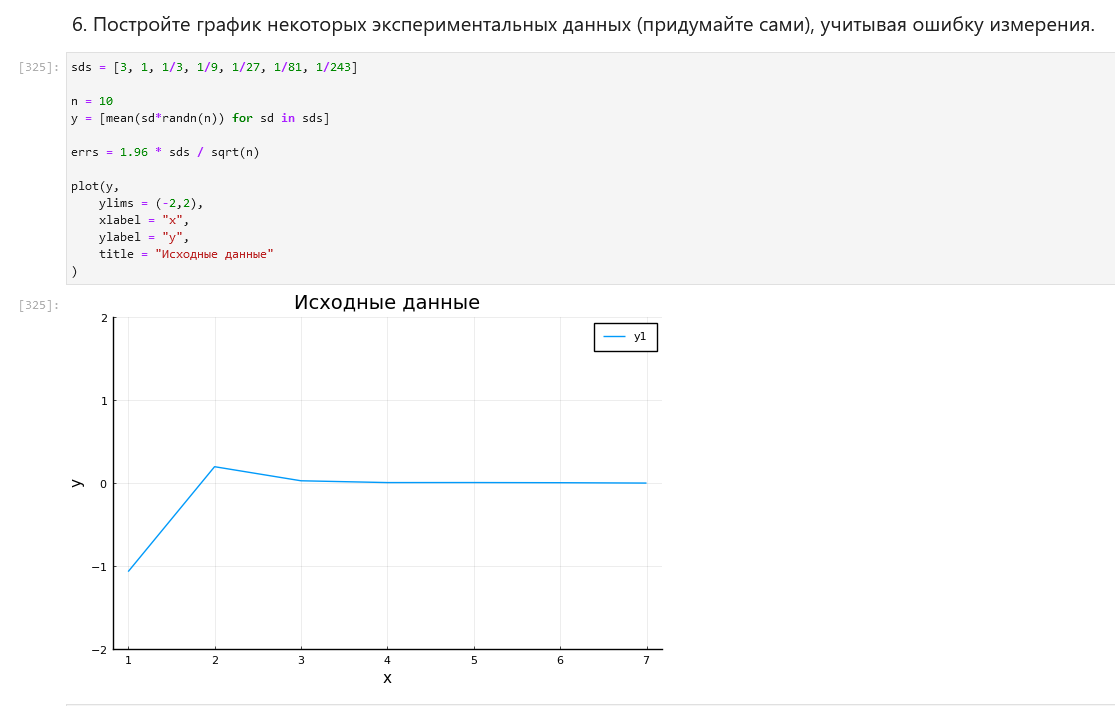 6. Постройте график некоторых экспериментальных данных (придумайте сами), учитывая ошибку измерения.
[325]: sds = [3, 1, 1/3, 1/9, 1/27, 1/81, 1/243]
n = 10
y = [mean(sd*randn(n)) for sd in sds]
errs = 1.96 * sds / sqrt(n)
plot(y,
ylims = (-2,2),
xlabel = "x",
ylabel = "y",
title = "Исходные данные"
)
[325]:
Исходные данные
y1
2
1
0
−1
−2
y
1 2 3 4 5 6 7
x